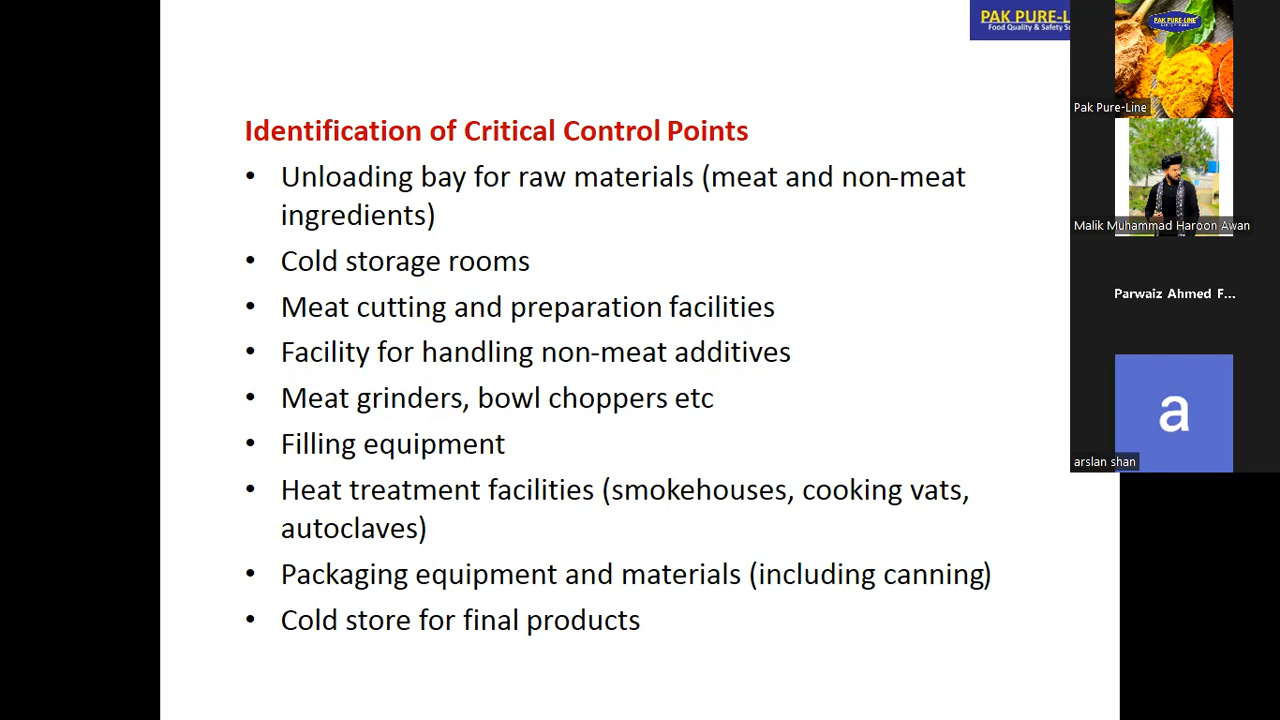 PAK PURE-L
Food Quality & Safety S
Identification of Critical Control Points
• Unloading bay for raw materials (meat and non-meat
ingredients)
• Cold storage rooms
• Meat cutting and preparation facilities
• Facility for handling non-meat additives
• Meat grinders, bowl choppers etc
• Filling equipment
• Heat treatment facilities (smokehouses, cooking vats,
autoclaves)
• Packaging equipment and materials (including canning)
• Cold store for final products
PAK PURE-LINE
Pak Pure-Line
Malik Muhammad Haroon Awan
Parwaiz Ahmed F...
a
arslan shan